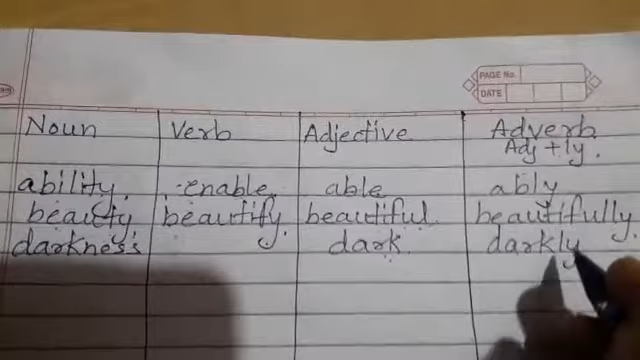 PAGE No.
DATE
Noun Verb Adjective Adverb
Adj + ly.
ability. enable able ably
beauty beautify. beautiful beautifully.
darkness dark darkly